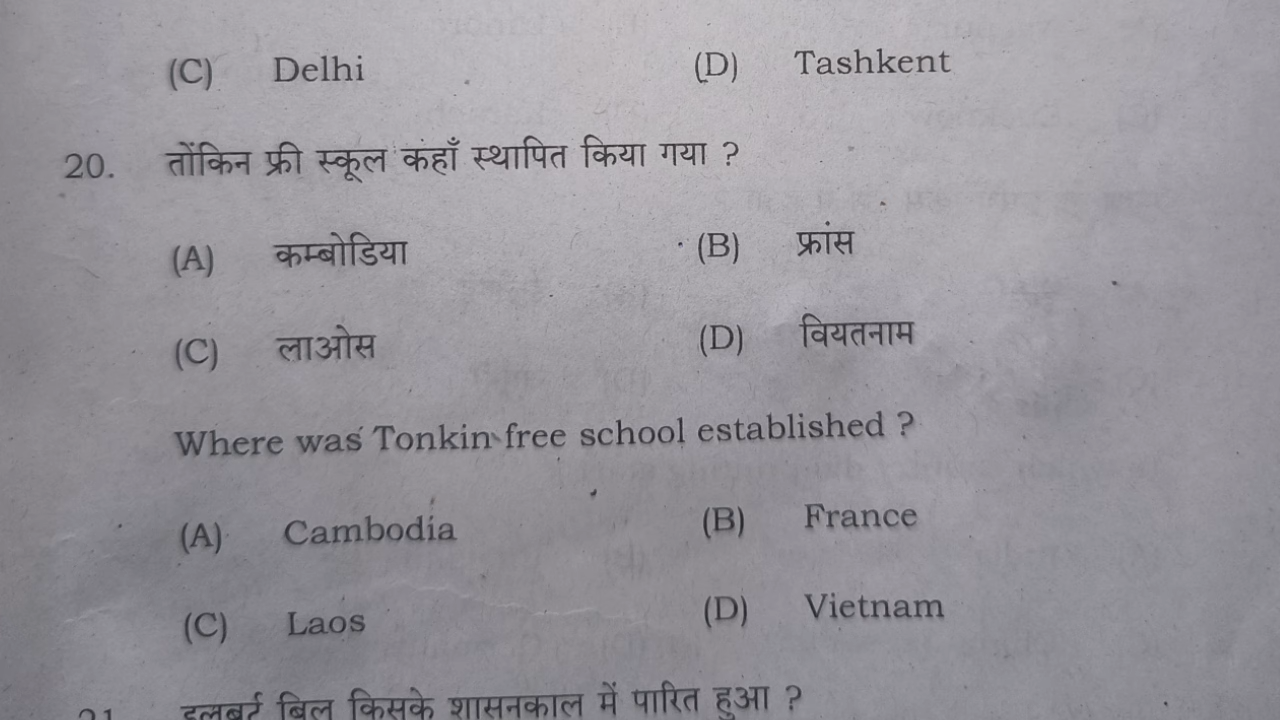 (C) Delhi (D) Tashkent
20. तोंकिन फ्री स्कूल कहाँ स्थापित किया गया ?
(A) कम्बोडिया (B) फ्रांस
(C) लाओस (D) वियतनाम
Where was Tonkin free school established ?
(A) Cambodia (B) France
(C) Laos (D) Vietnam
21. इलबर्ट बिल किसके शासनकाल में पारित हुआ ?